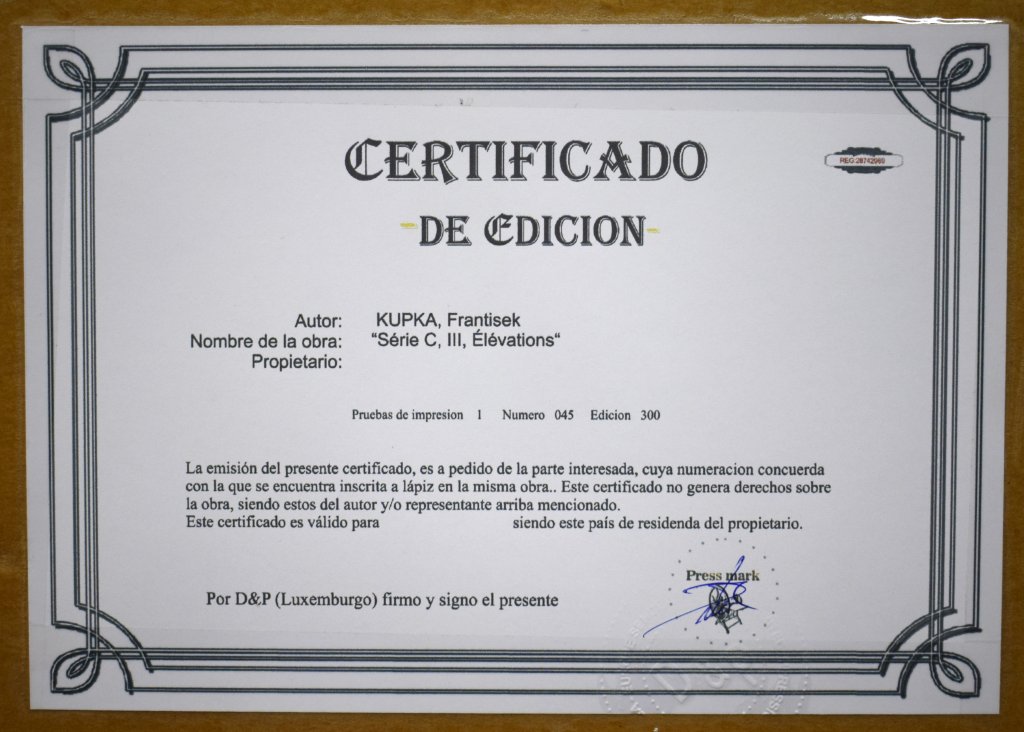 CERTIFICADO
REG:28742969
-DE EDICION-
Autor: KUPKA, Frantisek
Nombre de la obra: “Série C, III, Élévations“
Propietario:
Pruebas de impresion 1 Numero 045 Edicion 300
La emisión del presente certificado, es a pedido de la parte interesada, cuya numeracion concuerda
con la que se encuentra inscrita a lápiz en la misma obra.. Este certificado no genera derechos sobre
la obra, siendo estos del autor y/o representante arriba mencionado.
Este certificado es válido para siendo este país de residenda del propietario.
Press mark
Por D&P (Luxemburgo) firmo y signo el presente